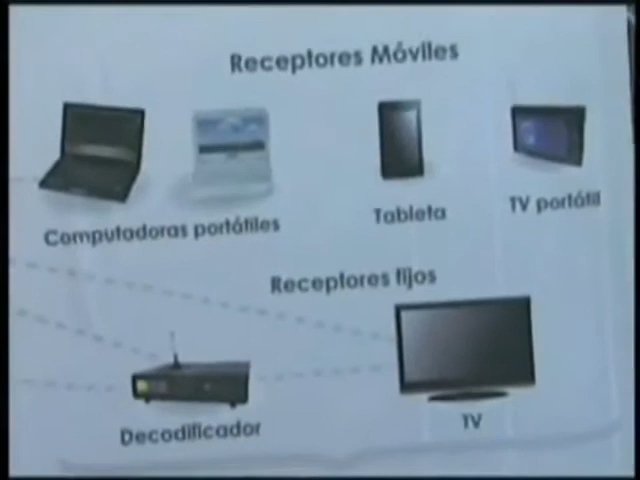 Receptores Móviles
Computadoras portátiles
Tableta
TV portátil
Receptores fijos
Decodificador
TV